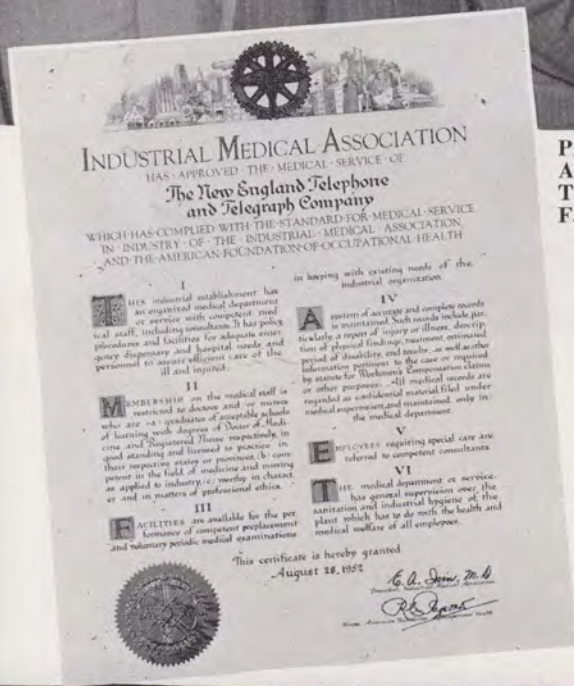 INDUSTRIAL MEDICAL ASSOCIATION
HAS · APPROVED · THE · MEDICAL · SERVICE · OF
The New England Telephone
and Telegraph Company
WHICH · HAS · COMPLIED · WITH · THE · STANDARD · FOR · MEDICAL · SERVICE
IN · INDUSTRY · OF · THE · INDUSTRIAL · MEDICAL · ASSOCIATION
AND · THE · AMERICAN · FOUNDATION · OF · OCCUPATIONAL · HEALTH
I
THIS industrial establishment has
an organized medical department
or service with competent med
ical staff, including consultants. It has policy
procedures and facilities for adequate emer
gency dispensary and hospital needs and
personnel to assure efficient care of the
ill and injured.
II
MEMBERSHIP on the medical staff is
restricted to doctors and/or nurses
who are (a) graduates of acceptable schools
of learning with degrees of Doctor of Medi
cine and Registered Nurse respectively, in
good standing and licensed to practice in
their respective states or provinces, (b) com
petent in the field of medicine and nursing
as applied to industry, (c) worthy in charact
er and in matters of professional ethics.
III
FACILITIES are available for the per
formance of competent preplacement
and voluntary periodic medical examinations
in keeping with existing needs of the
industrial organization.
IV
A system of accurate and complete records
is maintained. Such records include, par
ticularly, a report of injury or illness, descrip
tion of physical findings, treatment, estimated
period of disability, end results, as well as other
information pertinent to the case or required
by statute for Workmen's Compensation claims
or other purposes. All medical records are
regarded as confidential material filed under
medical supervision and maintained only in
the medical department.
V
EMPLOYEES requiring special care are
referred to competent consultants.
VI
THE medical department or service
has general supervision over the
sanitation and industrial hygiene of the
plant which has to do with the health and
medical welfare of all employees.
This certificate is hereby granted
August 28, 1952
E. A. Irvin, M. D.
P
A
T
F